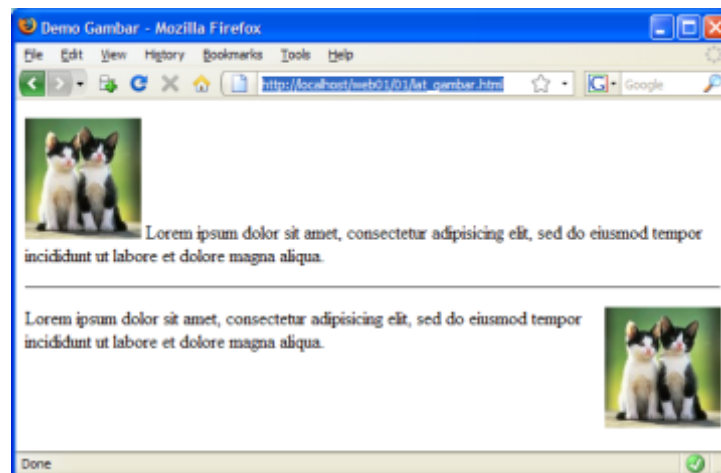 Demo Gambar - Mozilla Firefox
File Edit View History Bookmarks Tools Help
http://localhost/web01/01/lat_gambar.html Google
Lorem ipsum dolor sit amet, consectetur adipisicing elit, sed do eiusmod tempor
incididunt ut labore et dolore magna aliqua.
Lorem ipsum dolor sit amet, consectetur adipisicing elit, sed do eiusmod tempor
incididunt ut labore et dolore magna aliqua.
Done